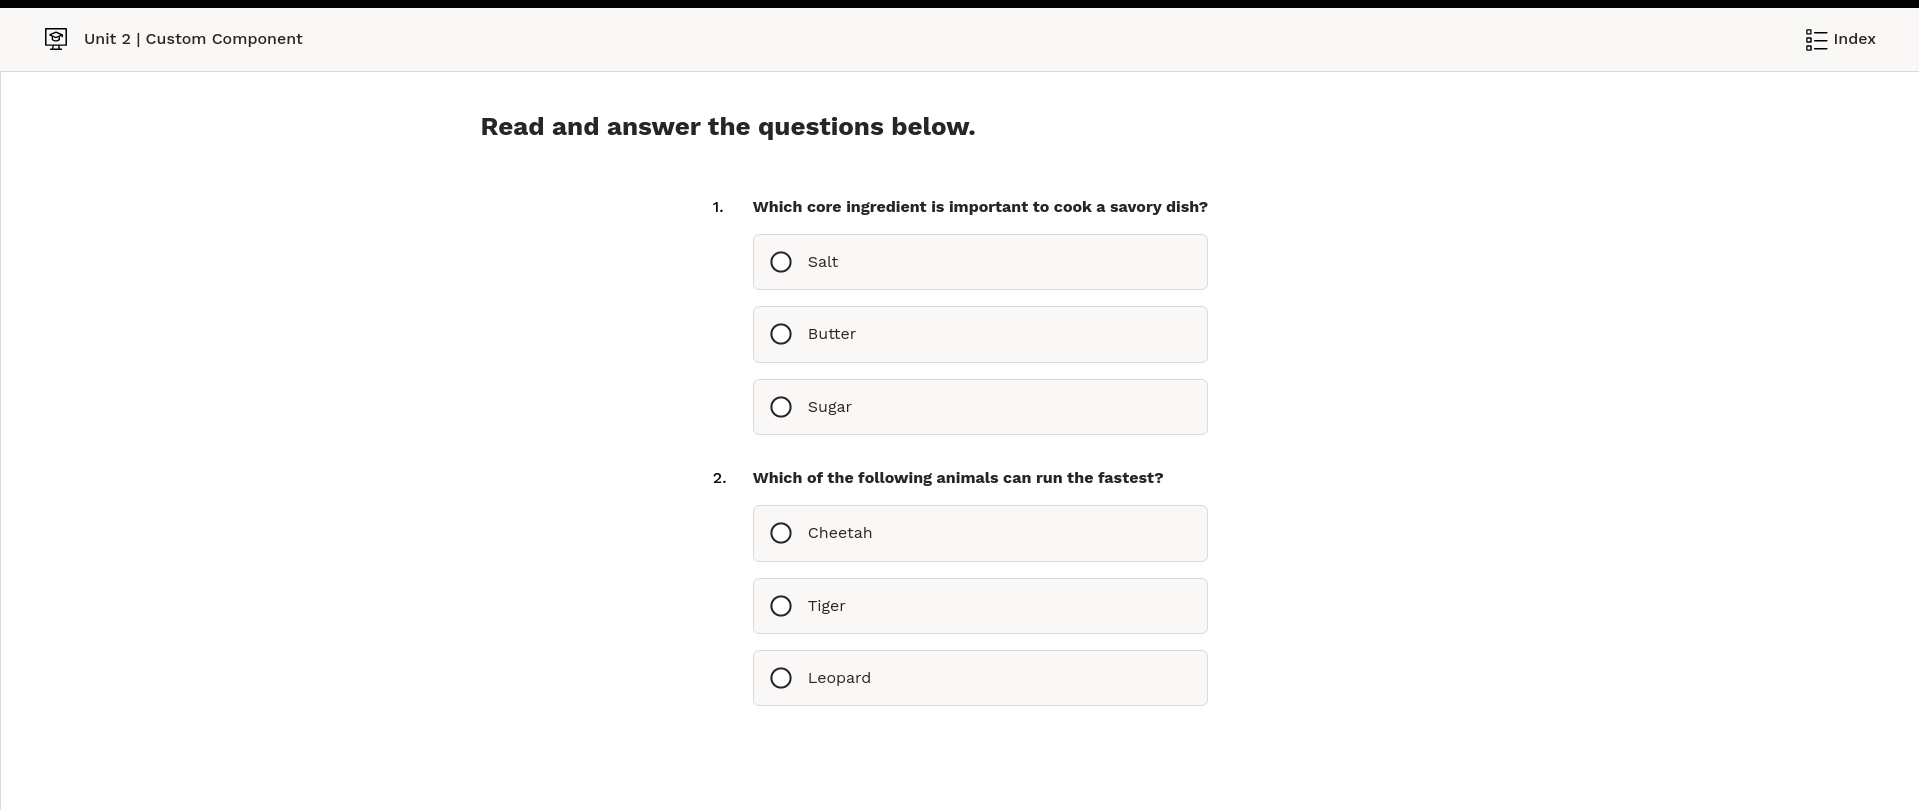 Unit 2 | Custom Component
Index
Read and answer the questions below.
1. Which core ingredient is important to cook a savory dish?
Salt
Butter
Sugar
2. Which of the following animals can run the fastest?
Cheetah
Tiger
Leopard